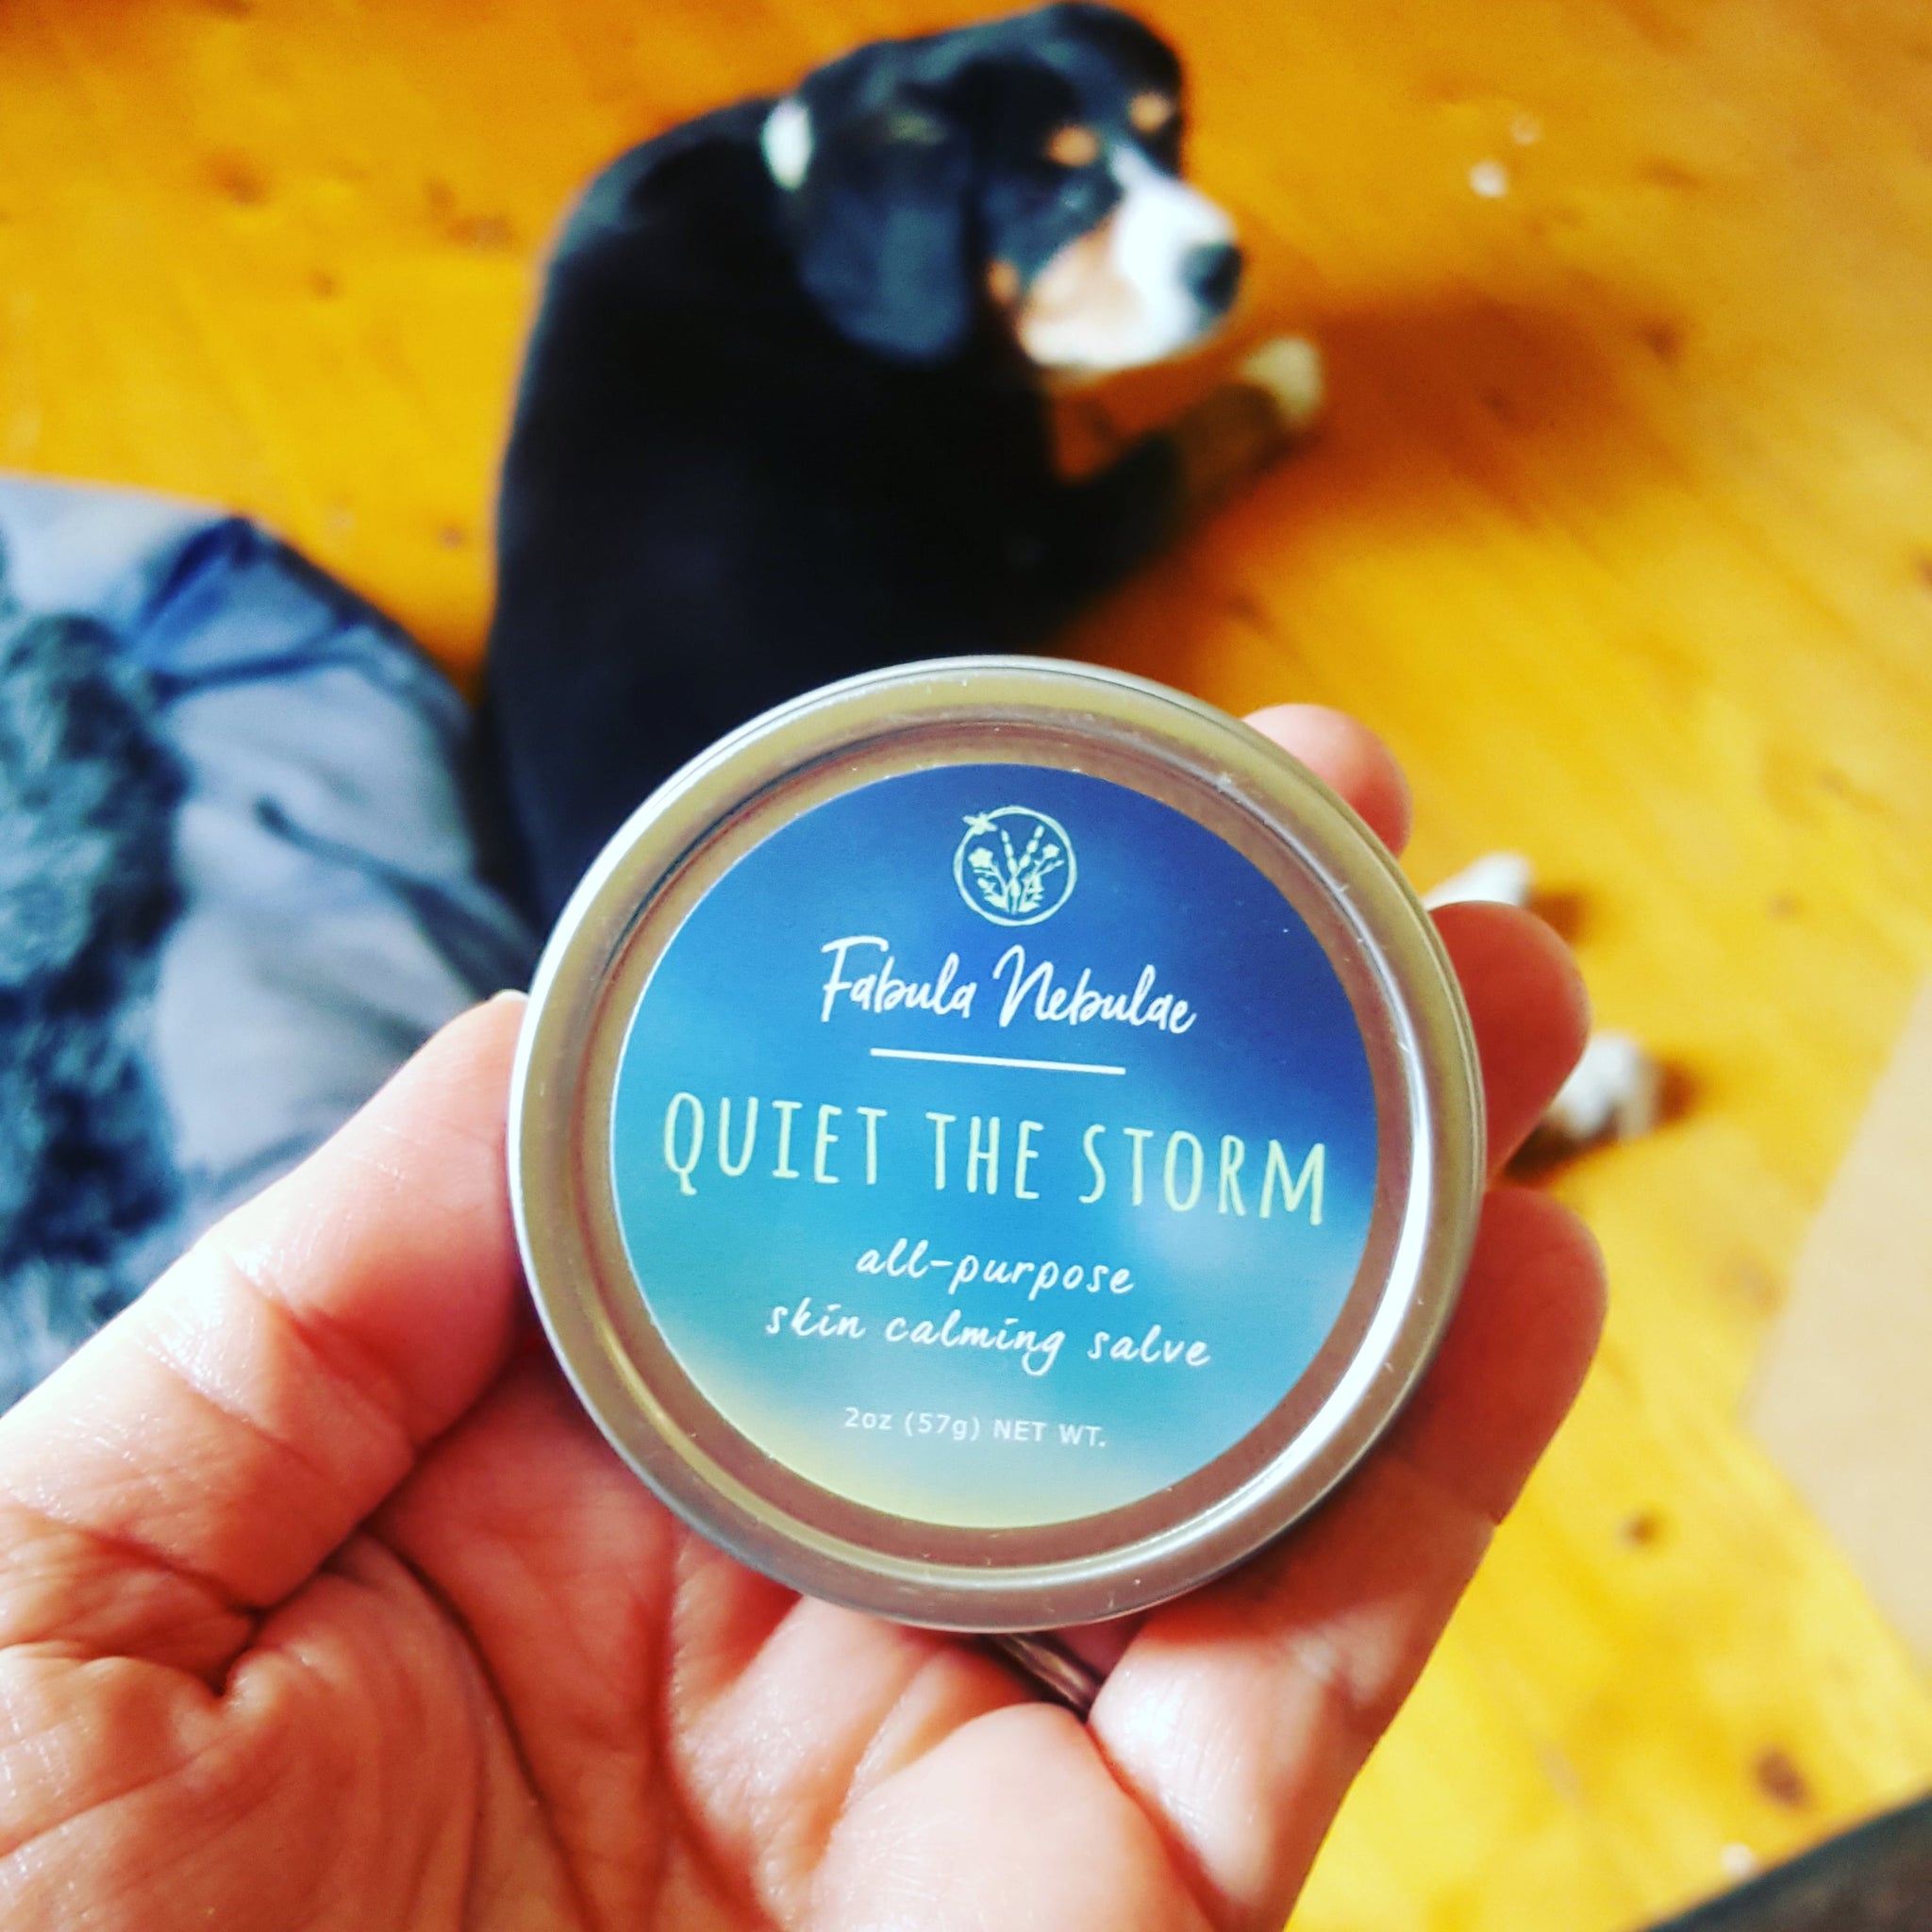 Fabula Nebulae
QUIET THE STORM
all-purpose
skin calming salve
2oz (57g) NET WT.